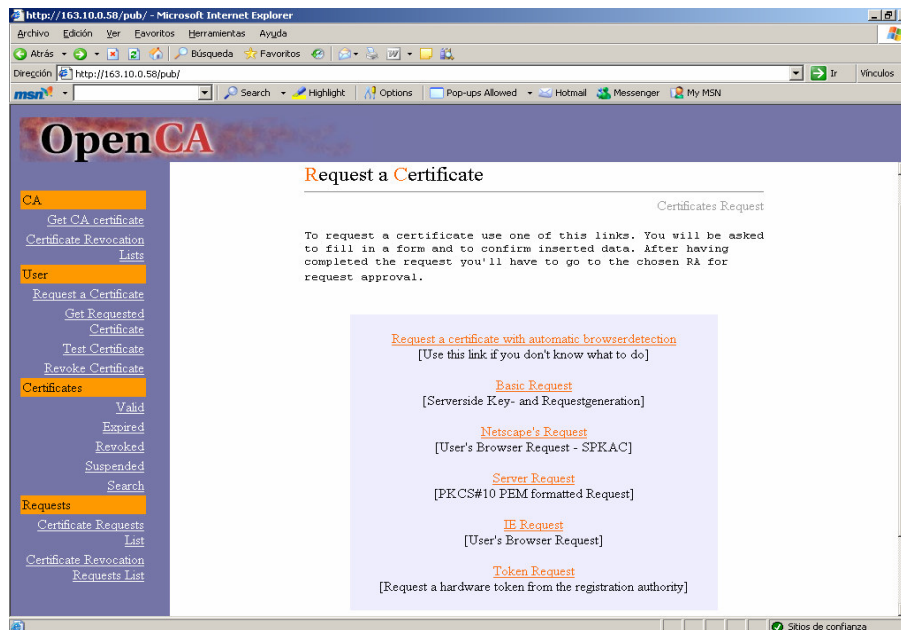 http://163.10.0.58/pub/ - Microsoft Internet Explorer
Archivo Edición Ver Favoritos Herramientas Ayuda
Atrás Búsqueda Favoritos
Dirección http://163.10.0.58/pub/ Ir Vínculos
msn Search Highlight Options Pop-ups Allowed Hotmail Messenger My MSN
OpenCA
CA
Get CA certificate
Certificate Revocation
Lists
User
Request a Certificate
Get Requested
Certificate
Test Certificate
Revoke Certificate
Certificates
Valid
Expired
Revoked
Suspended
Search
Requests
Certificate Requests
List
Certificate Revocation
Requests List
Request a Certificate
Certificates Request
To request a certificate use one of this links. You will be asked
to fill in a form and to confirm inserted data. After having
completed the request you'll have to go to the chosen RA for
request approval.
Request a certificate with automatic browserdetection
[Use this link if you don't know what to do]
Basic Request
[Serverside Key- and Requestgeneration]
Netscape's Request
[User's Browser Request - SPKAC]
Server Request
[PKCS#10 PEM formatted Request]
IE Request
[User's Browser Request]
Token Request
[Request a hardware token from the registration authority]
Sitios de confianza